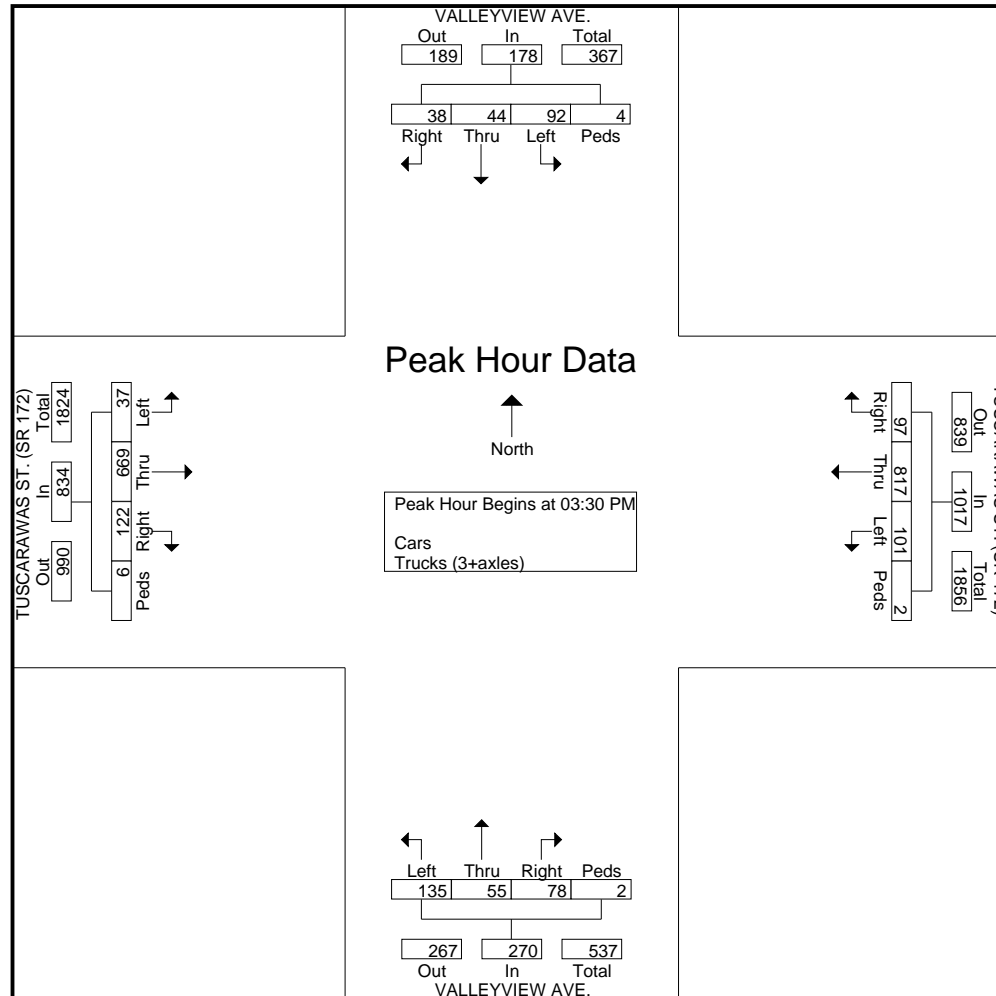 VALLEYVIEW AVE.
Out In Total
189 178 367
38 44 92 4
Right Thru Left Peds
Peak Hour Data
North
Peak Hour Begins at 03:30 PM
Cars
Trucks (3+axles)
TUSCARAWAS ST. (SR 172)
Out In Total
990 834 1824
Left Thru Right Peds
37 669 122 6
Out In Total
839 1017 1856
97 817 101 2
Right Thru Left Peds
Left Thru Right Peds
135 55 78 2
267 270 537
Out In Total
VALLEYVIEW AVE.